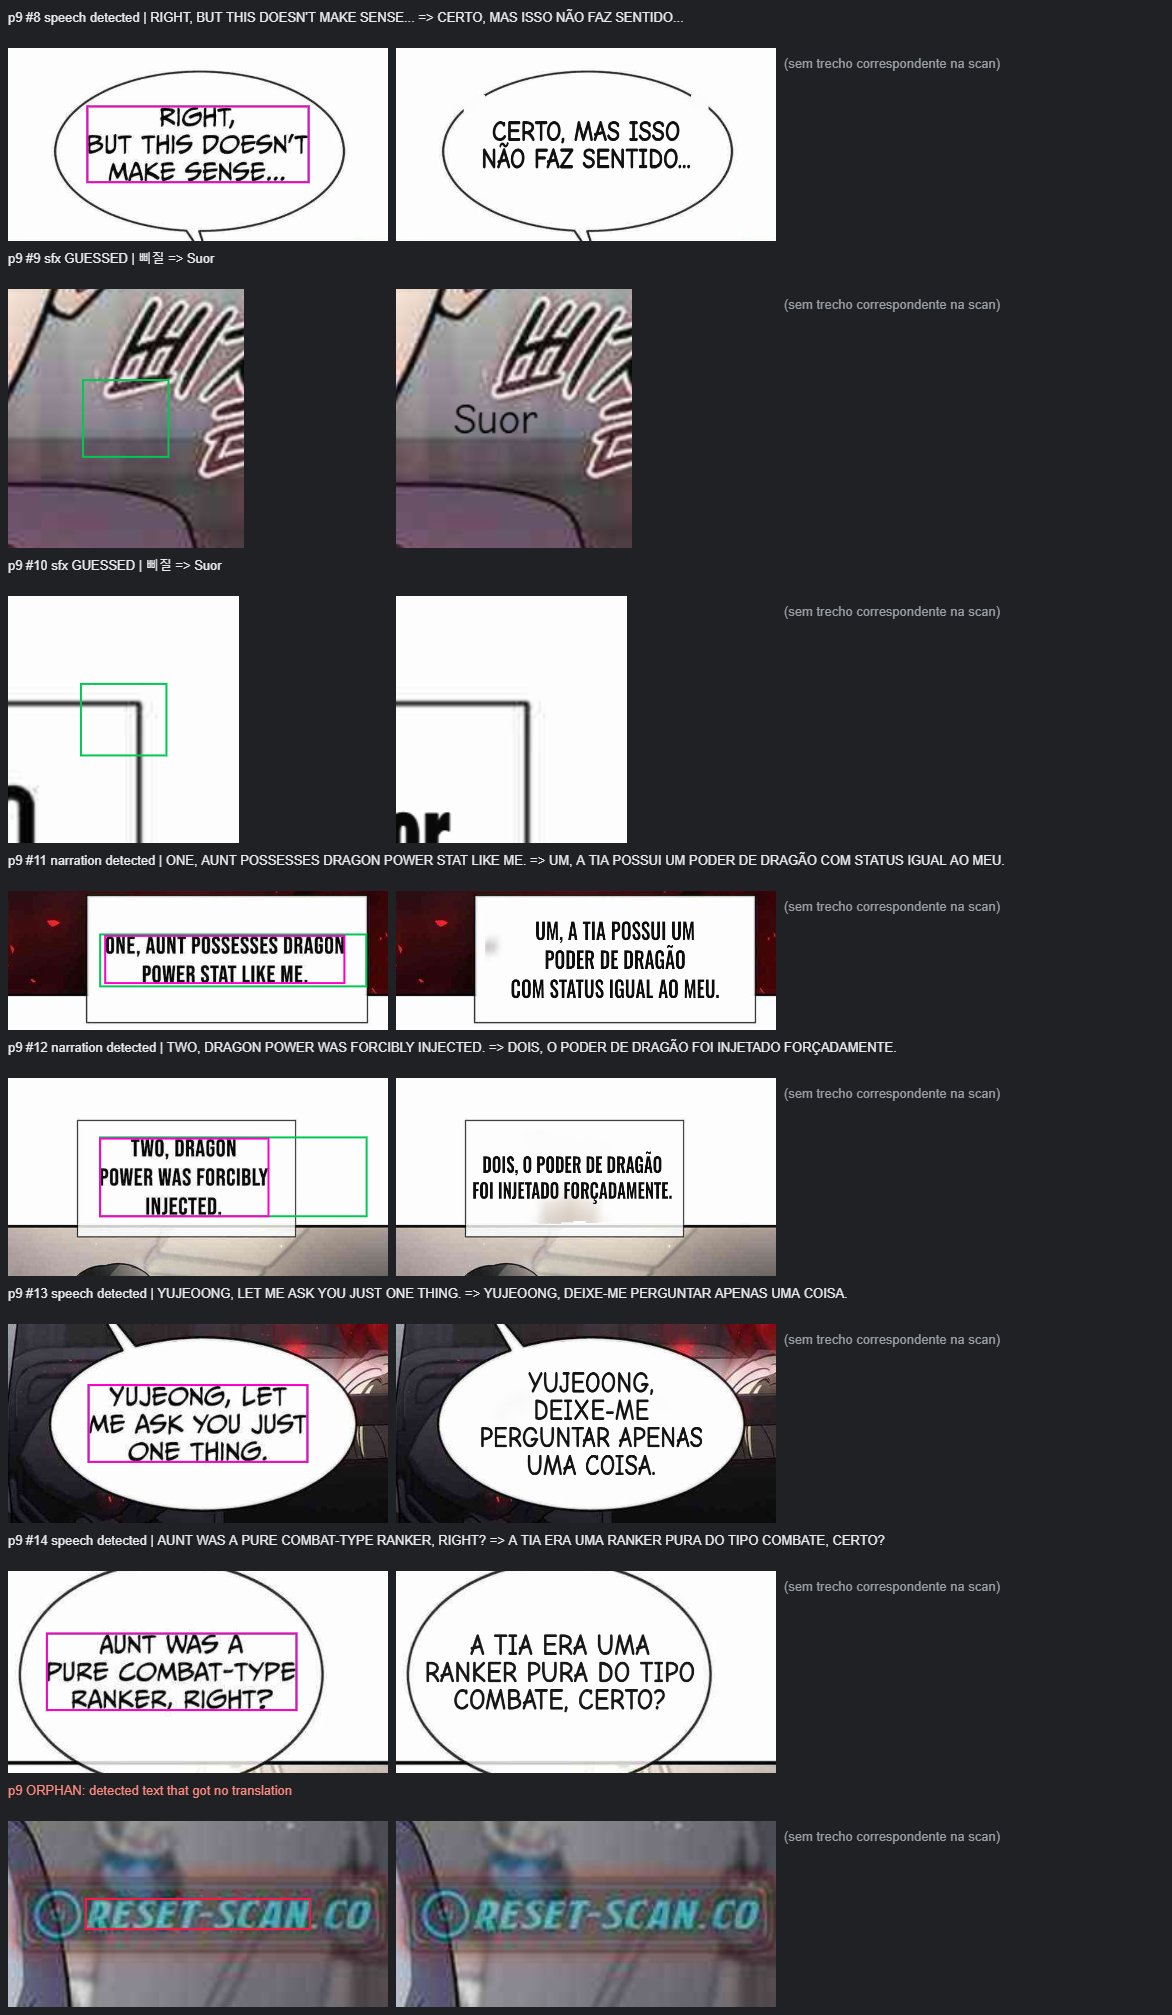 p9 #8 speech detected | RIGHT, BUT THIS DOESN'T MAKE SENSE... => CERTO, MAS ISSO NÃO FAZ SENTIDO...
RIGHT,
BUT THIS DOESN'T
MAKE SENSE...
CERTO, MAS ISSO
NÃO FAZ SENTIDO...
(sem trecho correspondente na scan)
p9 #9 sfx GUESSED | 삐질 => Suor
Suor
(sem trecho correspondente na scan)
p9 #10 sfx GUESSED | 삐질 => Suor
(sem trecho correspondente na scan)
p9 #11 narration detected | ONE, AUNT POSSESSES DRAGON POWER STAT LIKE ME. => UM, A TIA POSSUI UM PODER DE DRAGÃO COM STATUS IGUAL AO MEU.
ONE, AUNT POSSESSES DRAGON
POWER STAT LIKE ME.
UM, A TIA POSSUI UM
PODER DE DRAGÃO
COM STATUS IGUAL AO MEU.
(sem trecho correspondente na scan)
p9 #12 narration detected | TWO, DRAGON POWER WAS FORCIBLY INJECTED. => DOIS, O PODER DE DRAGÃO FOI INJETADO FORÇADAMENTE.
TWO, DRAGON
POWER WAS FORCIBLY
INJECTED.
DOIS, O PODER DE DRAGÃO
FOI INJETADO FORÇADAMENTE.
(sem trecho correspondente na scan)
p9 #13 speech detected | YUJEOONG, LET ME ASK YOU JUST ONE THING. => YUJEOONG, DEIXE-ME PERGUNTAR APENAS UMA COISA.
YUJEONG, LET
ME ASK YOU JUST
ONE THING.
YUJEOONG,
DEIXE-ME
PERGUNTAR APENAS
UMA COISA.
(sem trecho correspondente na scan)
p9 #14 speech detected | AUNT WAS A PURE COMBAT-TYPE RANKER, RIGHT? => A TIA ERA UMA RANKER PURA DO TIPO COMBATE, CERTO?
AUNT WAS A
PURE COMBAT-TYPE
RANKER, RIGHT?
A TIA ERA UMA
RANKER PURA DO TIPO
COMBATE, CERTO?
(sem trecho correspondente na scan)
p9 ORPHAN: detected text that got no translation
RESET-SCAN.CO
RESET-SCAN.CO
(sem trecho correspondente na scan)